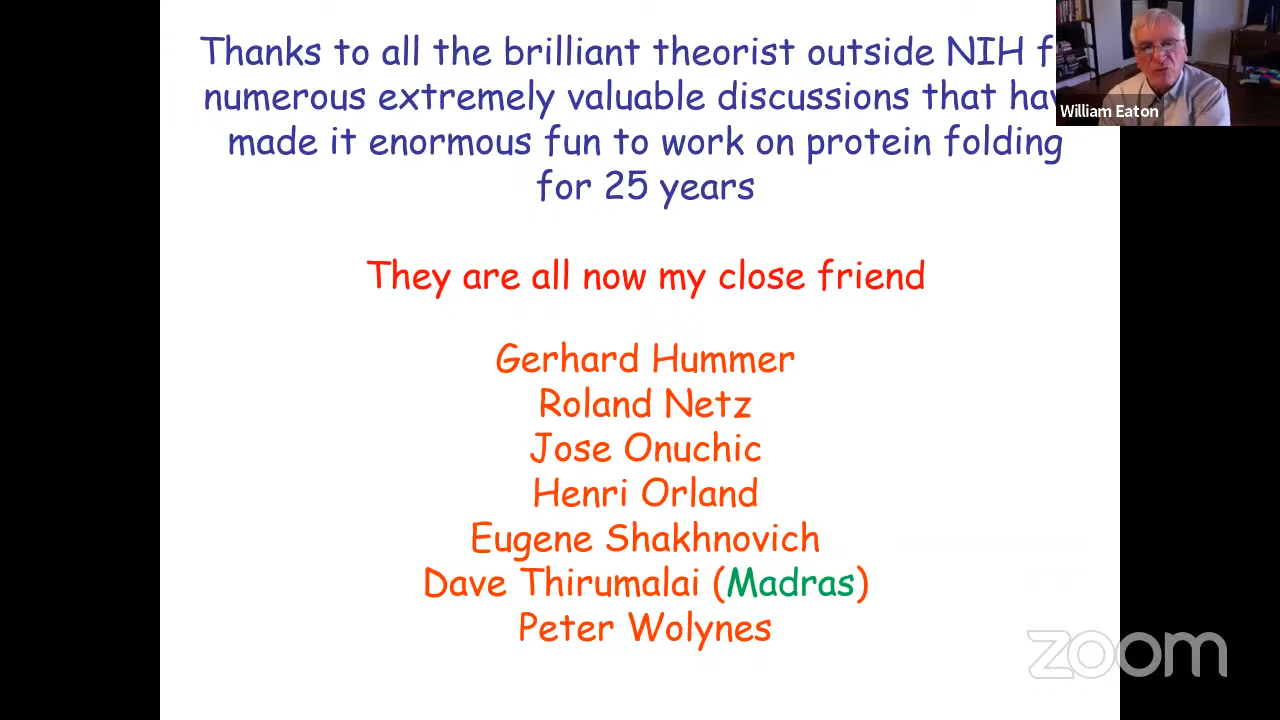 Thanks to all the brilliant theorist outside NIH
numerous extremely valuable discussions that
made it enormous fun to work on protein folding
for 25 years
They are all now my close friend
Gerhard Hummer
Roland Netz
Jose Onuchic
Henri Orland
Eugene Shakhnovich
Dave Thirumalai (Madras)
Peter Wolynes
William Eaton
zoom